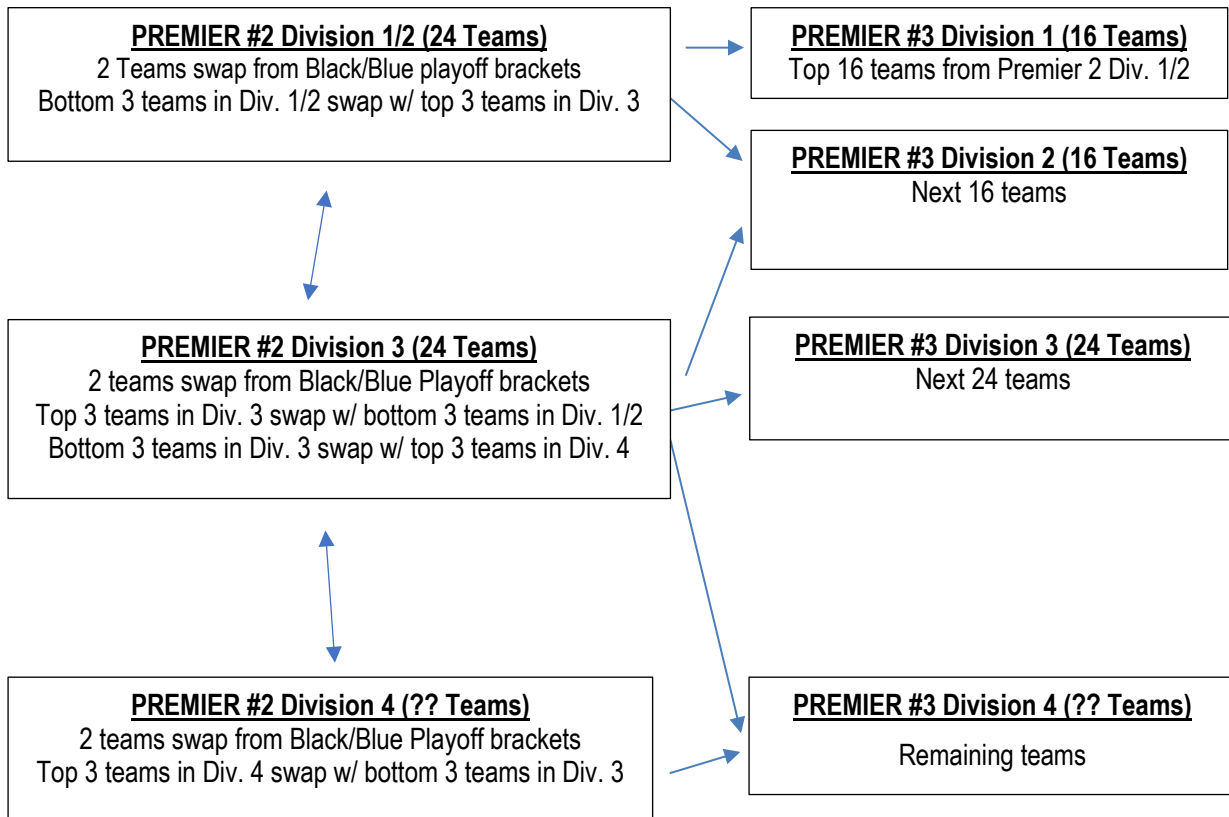 PREMIER #2 Division 1/2 (24 Teams)
2 Teams swap from Black/Blue playoff brackets
Bottom 3 teams in Div. 1/2 swap w/ top 3 teams in Div. 3
PREMIER #3 Division 1 (16 Teams)
Top 16 teams from Premier 2 Div. 1/2
PREMIER #3 Division 2 (16 Teams)
Next 16 teams
PREMIER #2 Division 3 (24 Teams)
2 teams swap from Black/Blue Playoff brackets
Top 3 teams in Div. 3 swap w/ bottom 3 teams in Div. 1/2
Bottom 3 teams in Div. 3 swap w/ top 3 teams in Div. 4
PREMIER #3 Division 3 (24 Teams)
Next 24 teams
PREMIER #2 Division 4 (?? Teams)
2 teams swap from Black/Blue Playoff brackets
Top 3 teams in Div. 4 swap w/ bottom 3 teams in Div. 3
PREMIER #3 Division 4 (?? Teams)
Remaining teams